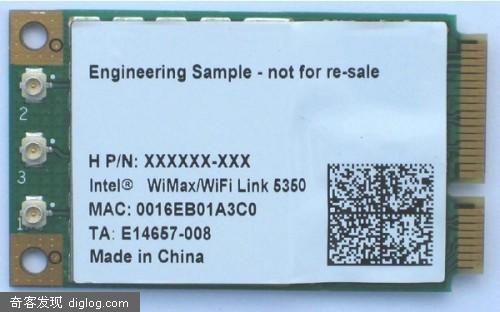 Engineering Sample - not for re-sale
2
H P/N: XXXXXX-XXX
3
Intel® WiMax/WiFi Link 5350
MAC: 0016EB01A3C0
1
TA: E14657-008
Made in China
奇客发现 diglog.com